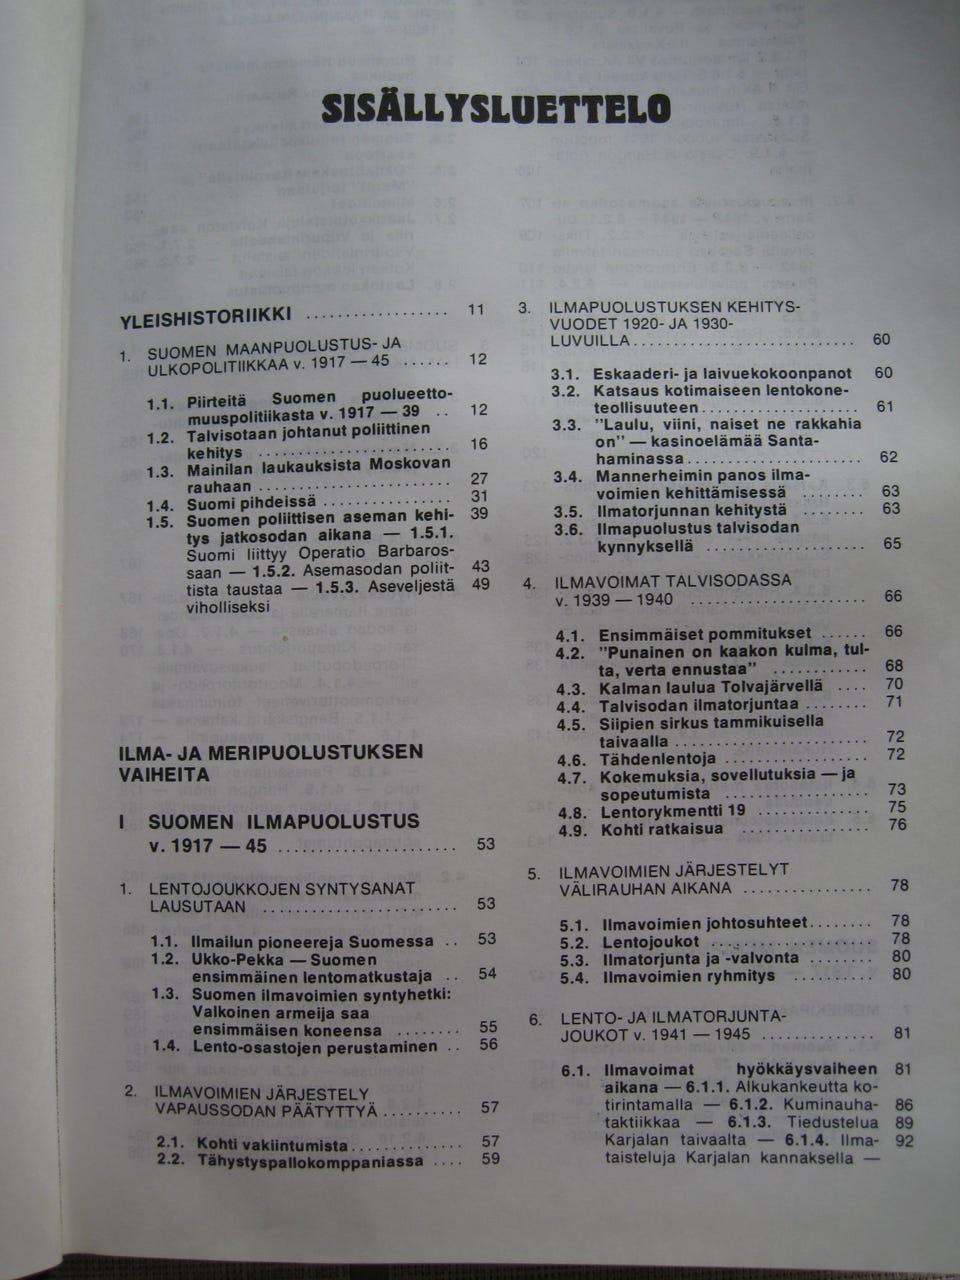 SISÄLLYSLUETTELO
YLEISHISTORIIKKI ................. 11
1. SUOMEN MAANPUOLUSTUS- JA
ULKOPOLITIIKKAA v. 1917 — 45 ...... 12
1.1. Piirteitä Suomen puolueetto-
muuspolitiikasta v. 1917 — 39 .. 12
1.2. Talvisotaan johtanut poliittinen
kehitys ....................... 16
1.3. Mainilan laukauksista Moskovan
rauhaan ....................... 27
1.4. Suomi pihdeissä ............... 31
1.5. Suomen poliittisen aseman kehi- 39
tys jatkosodan aikana — 1.5.1.
Suomi liittyy Operatio Barbaros-
saan — 1.5.2. Asemasodan poliit- 43
tista taustaa — 1.5.3. Aseveljestä 49
viholliseksi
ILMA- JA MERIPUOLUSTUKSEN
VAIHEITA
I SUOMEN ILMAPUOLUSTUS
v. 1917 — 45 ..................... 53
1. LENTOJOUKKOJEN SYNTYSANAT
LAUSUTAAN ....................... 53
1.1. Ilmailun pioneereja Suomessa .. 53
1.2. Ukko-Pekka — Suomen
ensimmäinen lentomatkustaja .. 54
1.3. Suomen ilmavoimien syntyhetki:
Valkoinen armeija saa
ensimmäisen koneensa ........ 55
1.4. Lento-osastojen perustaminen .. 56
2. ILMAVOIMIEN JÄRJESTELY
VAPAUSSODAN PÄÄTYTTYÄ .......... 57
2.1. Kohti vakiintumista ............. 57
2.2. Tähystyspallokomppaniassa .... 59
3. ILMAPUOLUSTUKSEN KEHITYS-
VUODET 1920- JA 1930-
LUVUILLA .......................... 60
3.1. Eskaaderi- ja laivuekokoonpanot 60
3.2. Katsaus kotimaiseen lentokone-
teollisuuteen ................... 61
3.3. "Laulu, viini, naiset ne rakkahia
on" — kasinoelämää Santa-
haminassa ..................... 62
3.4. Mannerheimin panos ilma-
voimien kehittämisessä ........ 63
3.5. Ilmatorjunnan kehitystä ........ 63
3.6. Ilmapuolustus talvisodan
kynnyksellä ................... 65
4. ILMAVOIMAT TALVISODASSA
v. 1939 — 1940 ..................... 66
4.1. Ensimmäiset pommitukset ...... 66
4.2. "Punainen on kaakon kulma, tul-
ta, verta ennustaa" ............ 68
4.3. Kalman laulua Tolvajärvellä .... 70
4.4. Talvisodan ilmatorjuntaa ........ 71
4.5. Siipien sirkus tammikuisella
taivaalla ....................... 72
4.6. Tähdenlentoja ................. 72
4.7. Kokemuksia, sovellutuksia — ja
sopeutumista ................. 73
4.8. Lentorykmentti 19 ............. 75
4.9. Kohti ratkaisua ............... 76
5. ILMAVOIMIEN JÄRJESTELYT
VÄLIRAUHAN AIKANA ............... 78
5.1. Ilmavoimien johtosuhteet ........ 78
5.2. Lentojoukot ................... 78
5.3. Ilmatorjunta ja -valvonta ........ 80
5.4. Ilmavoimien ryhmitys .......... 80
6. LENTO- JA ILMATORJUNTA-
JOUKOT v. 1941 — 1945 .............. 81
6.1. Ilmavoimat hyökkäysvaiheen 81
aikana — 6.1.1. Alkukankeutta ko-
tirintamalla — 6.1.2. Kuminauha- 86
taktiikkaa — 6.1.3. Tiedustelua 89
Karjalan taivaalta — 6.1.4. Ilma- 92
taisteluja Karjalan kannaksella —